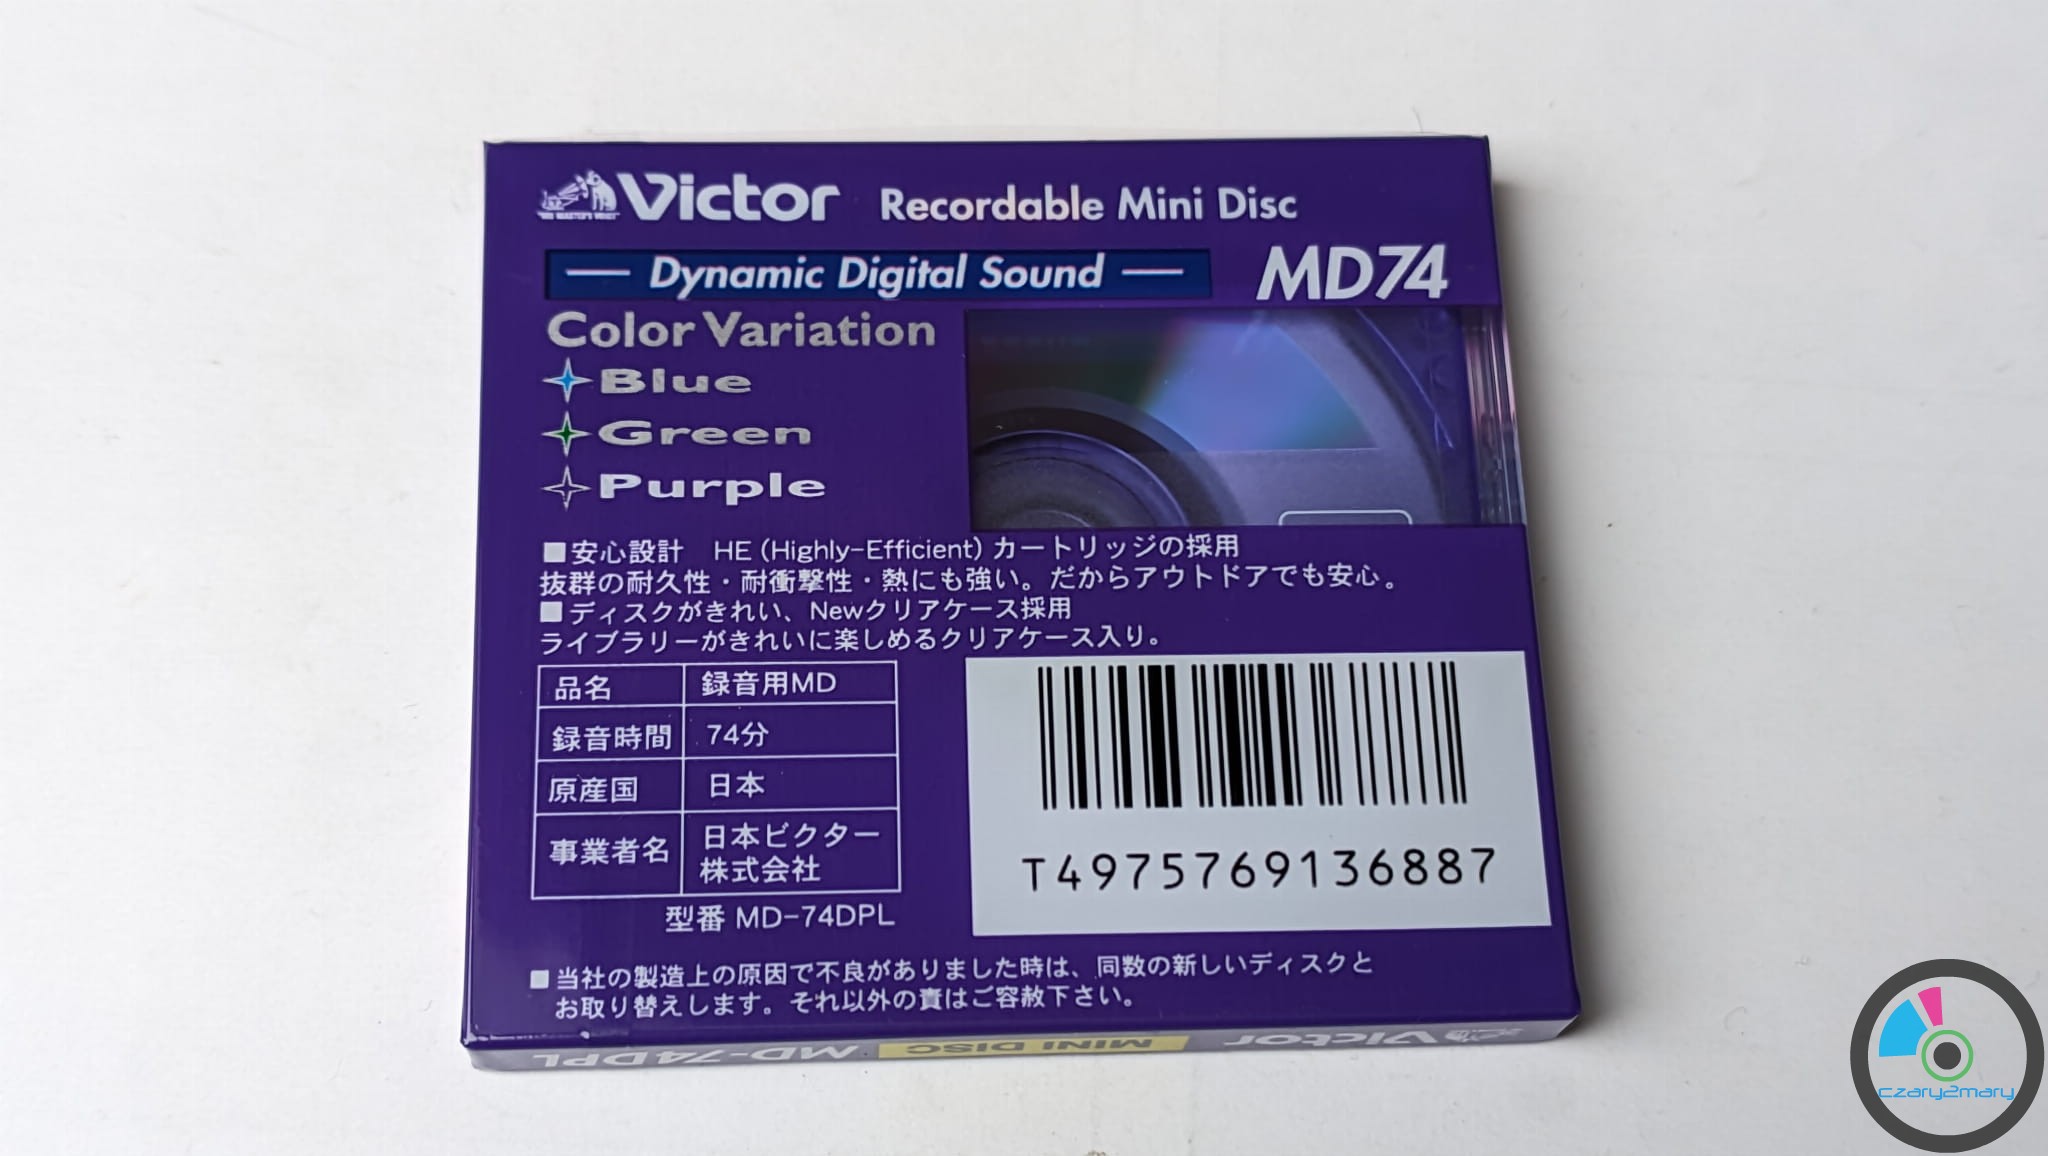 HIS MASTER'S VOICE
Victor Recordable Mini Disc
Dynamic Digital Sound MD74
Color Variation
Blue
Green
Purple
■安心設計 HE (Highly-Efficient) カートリッジの採用
抜群の耐久性・耐衝撃性・熱にも強い。だからアウトドアでも安心。
■ディスクがきれい、Newクリアケース採用
ライブラリーがきれいに楽しめるクリアケース入り。
品名 録音用MD
録音時間 74分
原産国 日本
事業者名 日本ビクター
株式会社
型番 MD-74DPL
T4975769136887
■当社の製造上の原因で不良がありました時は、同数の新しいディスクと
お取り替えします。それ以外の責はご容赦下さい。
Victor MINI DISC MD-74DPL
czary2mary